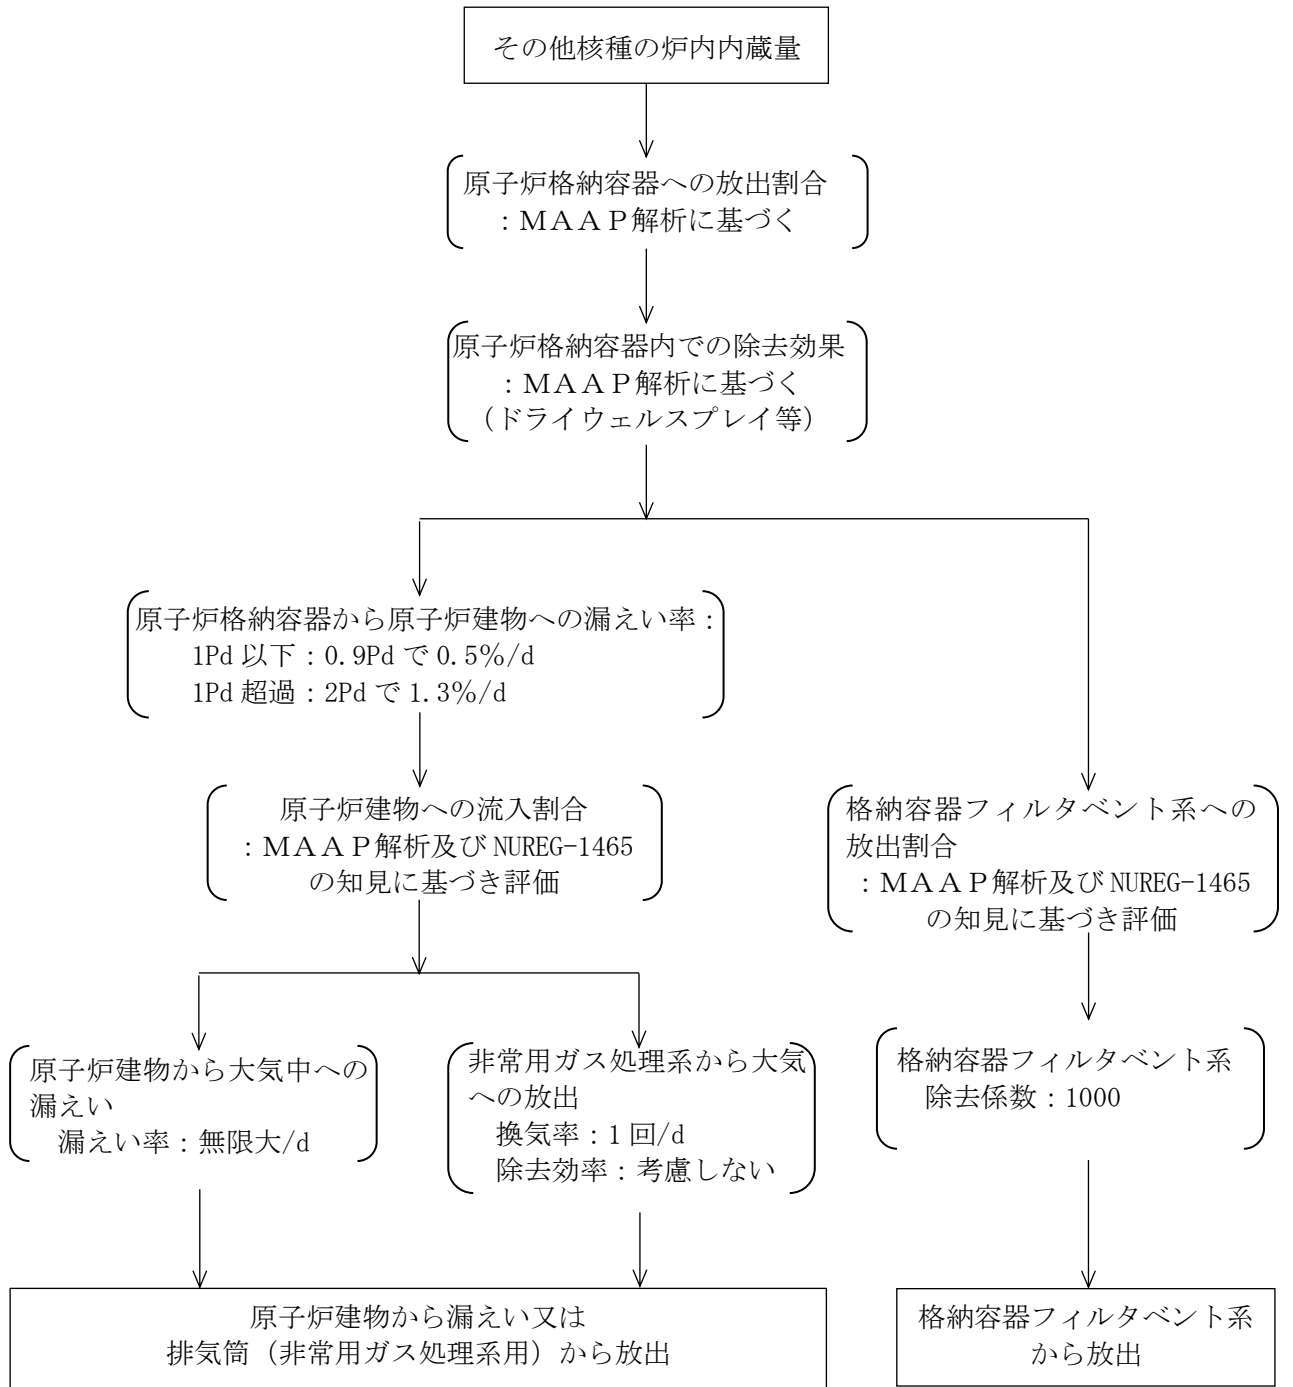 その他核種の炉内内蔵量
原子炉格納容器への放出割合
：ＭＡＡＰ解析に基づく
原子炉格納容器内での除去効果
：ＭＡＡＰ解析に基づく
（ドライウェルスプレイ等）
原子炉格納容器から原子炉建物への漏えい率：
1Pd 以下：0.9Pd で 0.5％/d
1Pd 超過：2Pd で 1.3％/d
原子炉建物への流入割合
：ＭＡＡＰ解析及び NUREG-1465
の知見に基づき評価
格納容器フィルタベント系への
放出割合
：ＭＡＡＰ解析及び NUREG-1465
の知見に基づき評価
原子炉建物から大気中への
漏えい
漏えい率：無限大/d
非常用ガス処理系から大気
への放出
換気率：1 回/d
除去効率：考慮しない
格納容器フィルタベント系
除去係数：1000
原子炉建物から漏えい又は
排気筒（非常用ガス処理系用）から放出
格納容器フィルタベント系
から放出